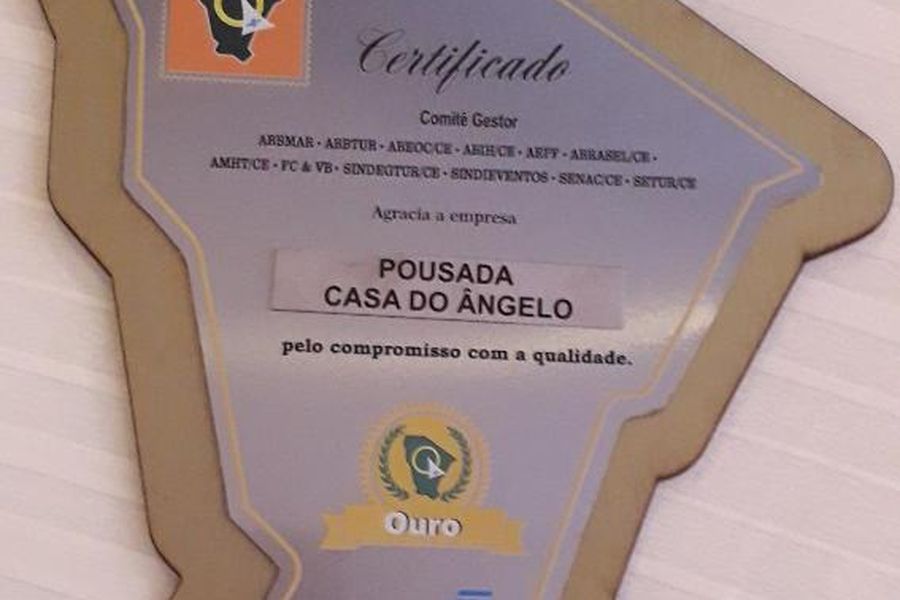 Certificado
Comitê Gestor
ABBMAR · ABBTUR · ABEOC/CE · ABIH/CE · AEFF · ABRASEL/CE ·
AMHT/CE · FC & VB · SINDEGTUR/CE · SINDIEVENTOS · SENAC/CE · SETUR/CE
Agracia a empresa
POUSADA
CASA DO ÂNGELO
pelo compromisso com a qualidade.
Ouro